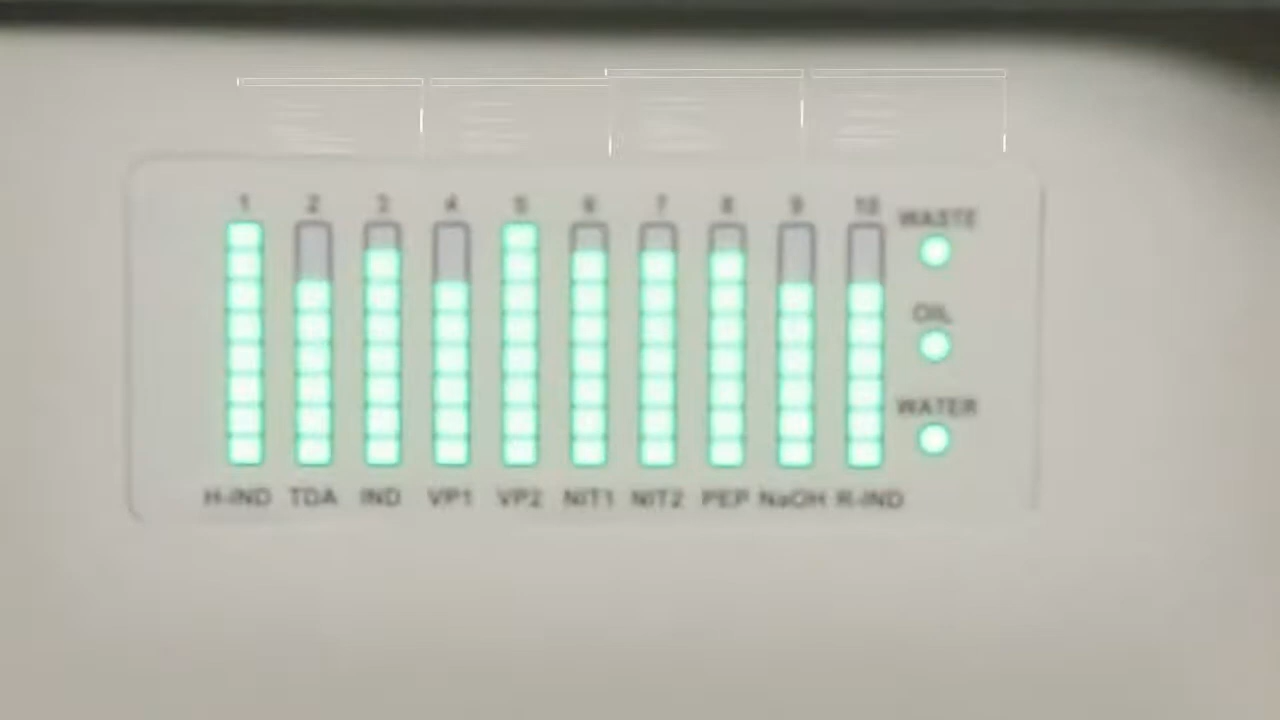 1 2 3 4 5 6 7 8 9 10
WASTE
OIL
WATER
H-IND TDA IND VP1 VP2 NIT1 NIT2 PEP NaOH R-IND